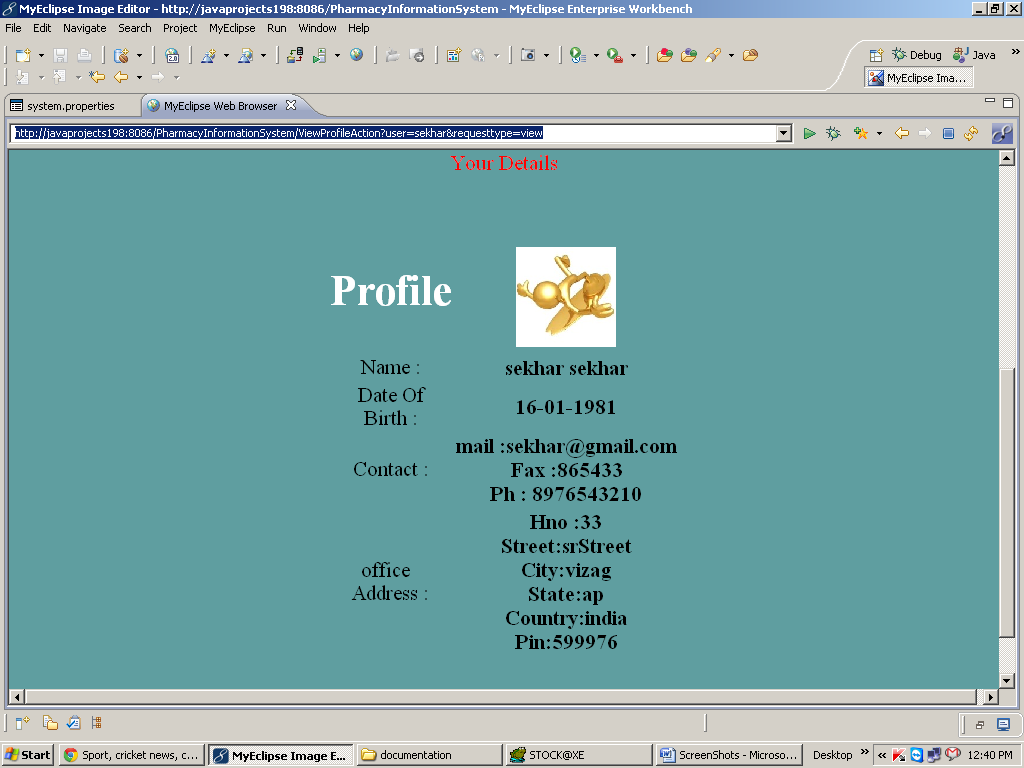 MyEclipse Image Editor - http://javaprojects198:8086/PharmacyInformationSystem - MyEclipse Enterprise Workbench
File Edit Navigate Search Project MyEclipse Run Window Help
2.0
Debug Java »
MyEclipse Ima...
system.properties MyEclipse Web Browser
http://javaprojects198:8086/PharmacyInformationSystem/ViewProfileAction?user=sekhar&requesttype=view
Your Details
Profile
Name : sekhar sekhar
Date Of
Birth :
16-01-1981
mail :sekhar@gmail.com
Contact : Fax :865433
Ph : 8976543210
Hno :33
Street:srStreet
office City:vizag
Address : State:ap
Country:india
Pin:599976
Start Sport, cricket news, c... MyEclipse Image E... documentation STOCK@XE ScreenShots - Microso... Desktop » « 12:40 PM